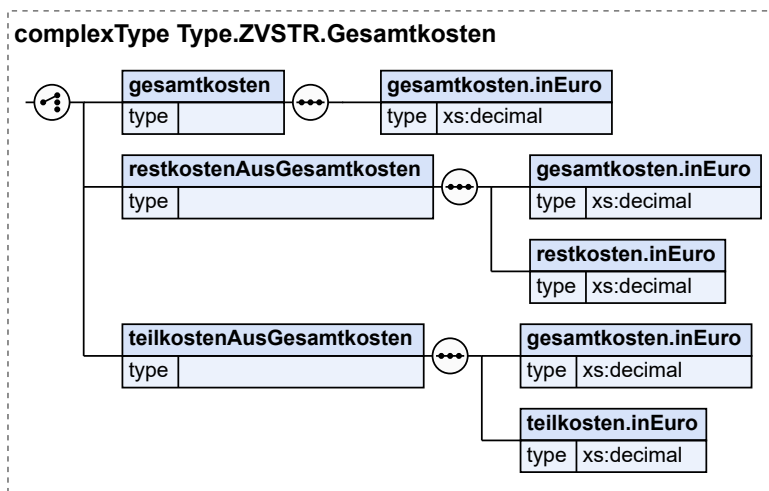 complexType Type.ZVSTR.Gesamtkosten
gesamtkosten
type
gesamtkosten.inEuro
type xs:decimal
restkostenAusGesamtkosten
type
gesamtkosten.inEuro
type xs:decimal
restkosten.inEuro
type xs:decimal
teilkostenAusGesamtkosten
type
gesamtkosten.inEuro
type xs:decimal
teilkosten.inEuro
type xs:decimal